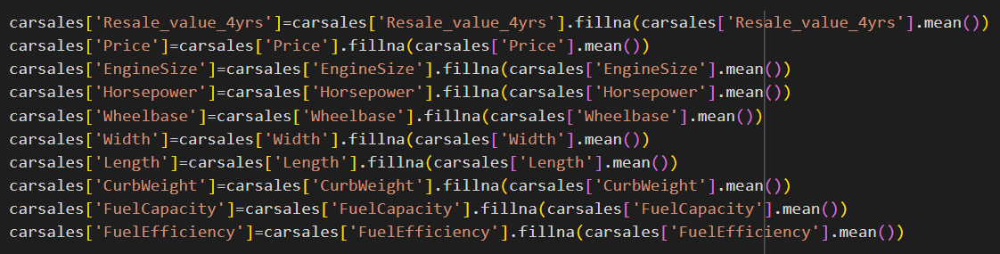 carsales['Resale_value_4yrs']=carsales['Resale_value_4yrs'].fillna(carsales['Resale_value_4yrs'].mean())
carsales['Price']=carsales['Price'].fillna(carsales['Price'].mean())
carsales['EngineSize']=carsales['EngineSize'].fillna(carsales['EngineSize'].mean())
carsales['Horsepower']=carsales['Horsepower'].fillna(carsales['Horsepower'].mean())
carsales['Wheelbase']=carsales['Wheelbase'].fillna(carsales['Wheelbase'].mean())
carsales['Width']=carsales['Width'].fillna(carsales['Width'].mean())
carsales['Length']=carsales['Length'].fillna(carsales['Length'].mean())
carsales['CurbWeight']=carsales['CurbWeight'].fillna(carsales['CurbWeight'].mean())
carsales['FuelCapacity']=carsales['FuelCapacity'].fillna(carsales['FuelCapacity'].mean())
carsales['FuelEfficiency']=carsales['FuelEfficiency'].fillna(carsales['FuelEfficiency'].mean())